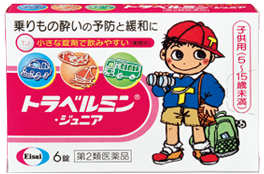 乗りもの酔いの予防と緩和に
小さな錠剤で飲みやすい
トラベルミン®
・ジュニア
子供用(5~15歳未満)
Eisai
6錠
第2類医薬品